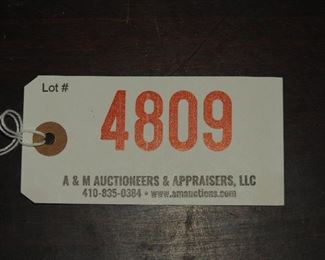 Lot #
4809
A & M AUCTIONEERS & APPRAISERS, LLC
410-835-0384 • www.amauctions.com